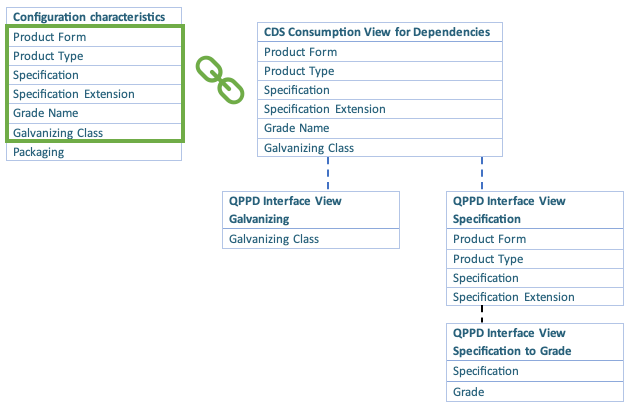 Configuration characteristics
Product Form
Product Type
Specification
Specification Extension
Grade Name
Galvanizing Class
Packaging
CDS Consumption View for Dependencies
Product Form
Product Type
Specification
Specification Extension
Grade Name
Galvanizing Class
QPPD Interface View
Galvanizing
Galvanizing Class
QPPD Interface View
Specification
Product Form
Product Type
Specification
Specification Extension
QPPD Interface View
Specification to Grade
Specification
Grade